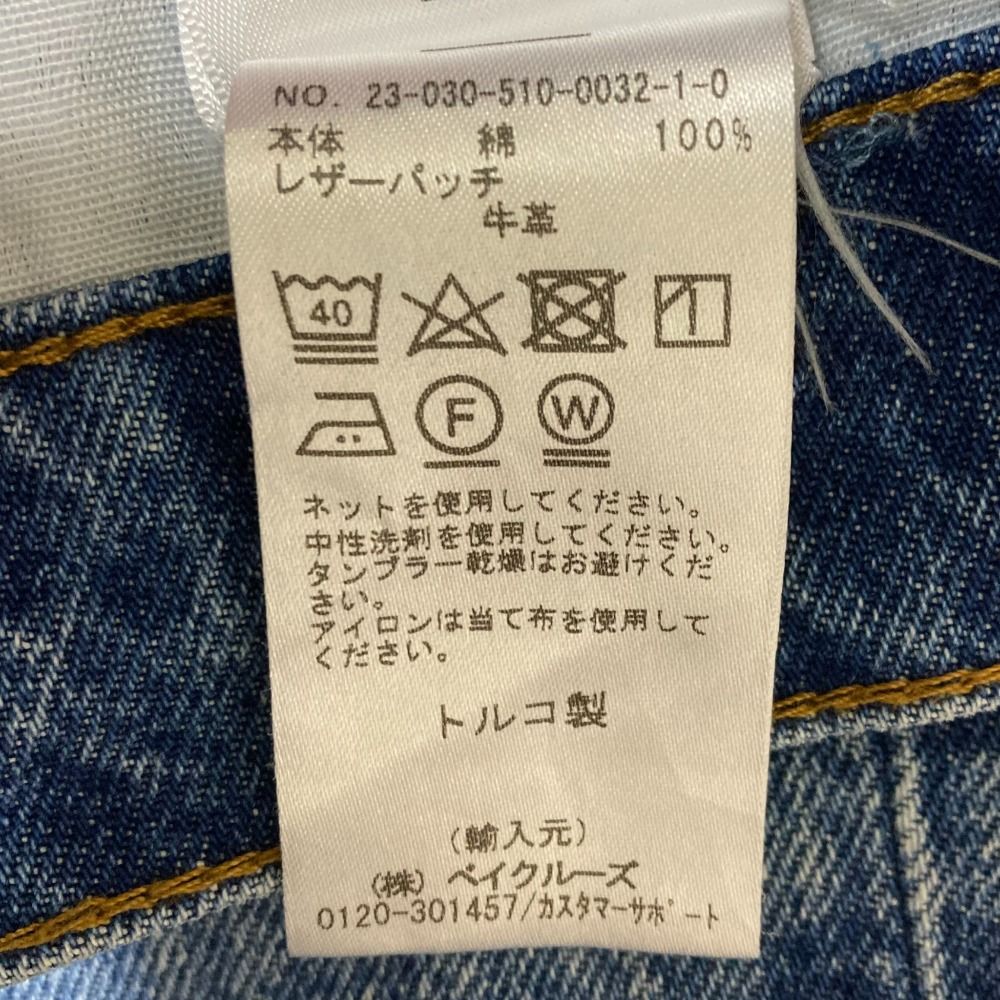 NO. 23-030-510-0032-1-0
本体 綿 100%
レザーパッチ
牛革
40
F W
ネットを使用してください。
中性洗剤を使用してください。
タンブラー乾燥はお避けくだ
さい。
アイロンは当て布を使用して
ください。
トルコ製
(輸入元)
(株) ベイクルーズ
0120-301457/カスタマーサポート